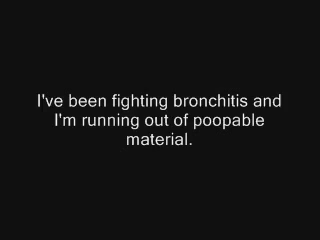 I've been fighting bronchitis and
I'm running out of poopable
material.